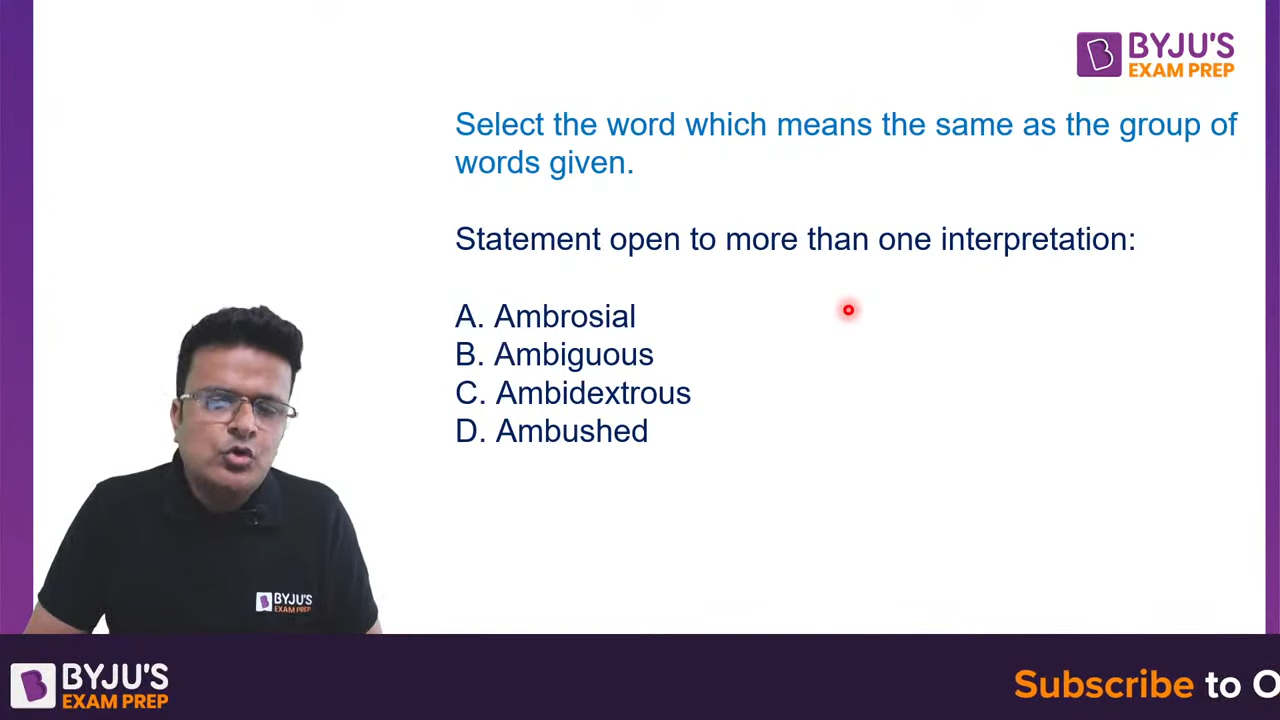 BYJU'S
EXAM PREP
Select the word which means the same as the group of
words given.
Statement open to more than one interpretation:
A. Ambrosial
B. Ambiguous
C. Ambidextrous
D. Ambushed
BYJU'S
EXAM PREP
BYJU'S
EXAM PREP
Subscribe to O